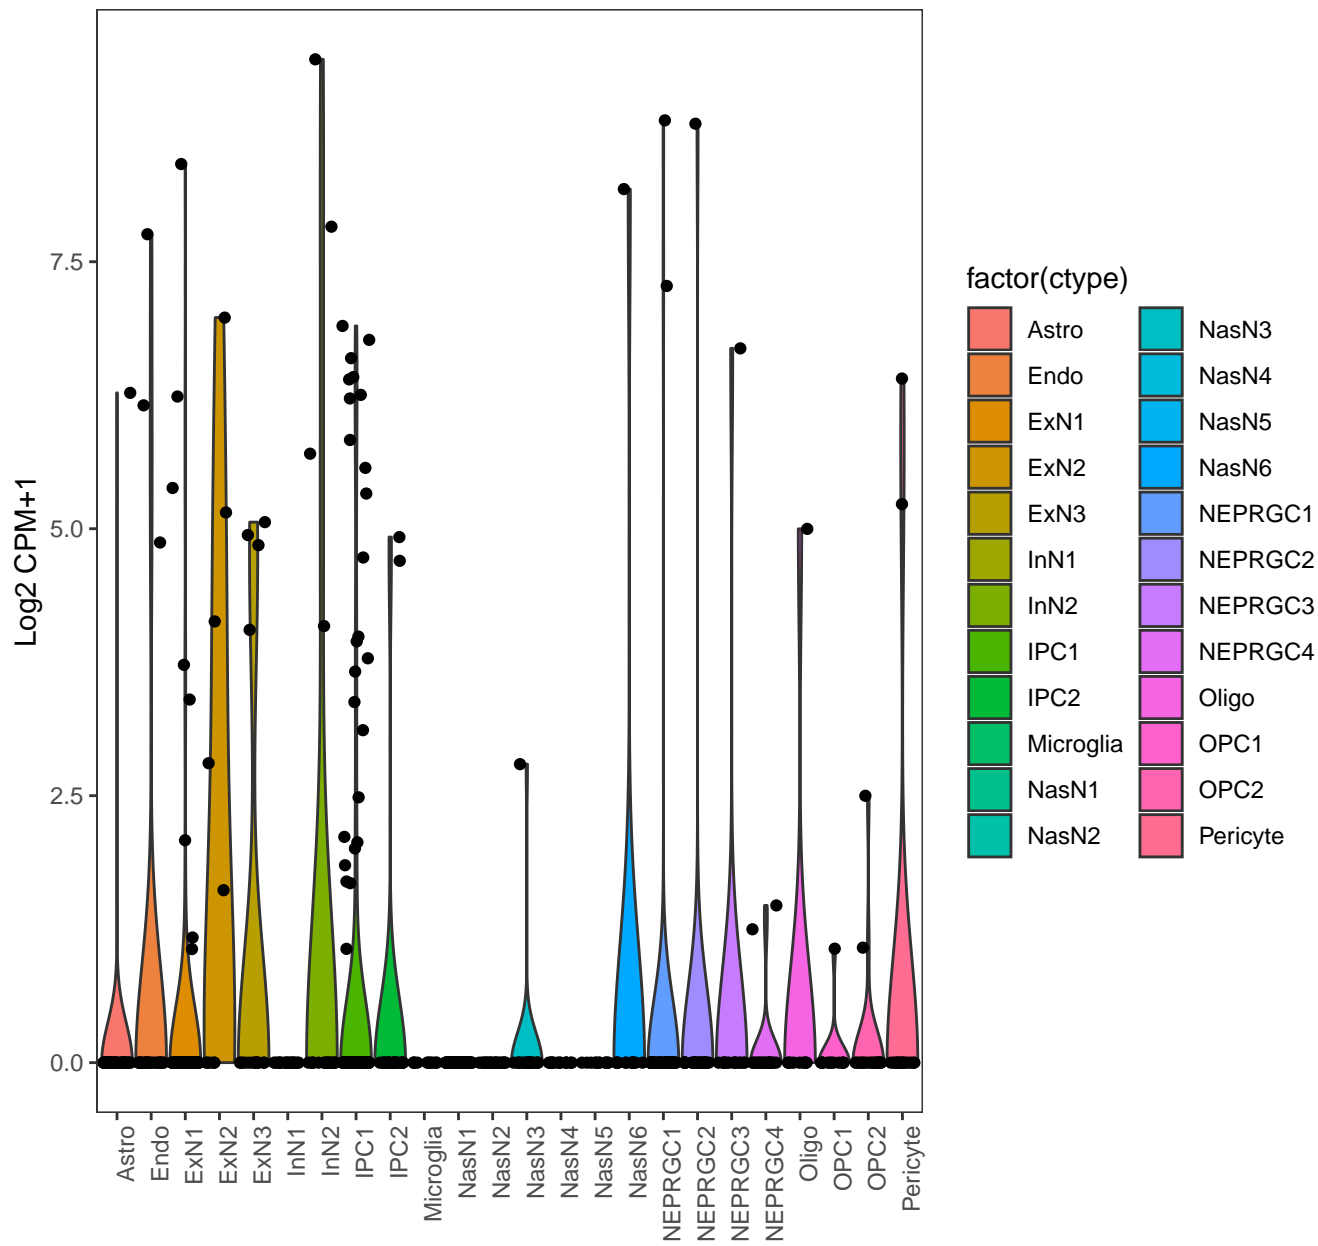 Log2 CPM+1
7.5
5.0
2.5
0.0
Astro
Endo
ExN1
ExN2
ExN3
InN1
InN2
IPC1
IPC2
Microglia
NasN1
NasN2
NasN3
NasN4
NasN5
NasN6
NEPRGC1
NEPRGC2
NEPRGC3
NEPRGC4
Oligo
OPC1
OPC2
Pericyte
factor(ctype)
Astro
Endo
ExN1
ExN2
ExN3
InN1
InN2
IPC1
IPC2
Microglia
NasN1
NasN2
NasN3
NasN4
NasN5
NasN6
NEPRGC1
NEPRGC2
NEPRGC3
NEPRGC4
Oligo
OPC1
OPC2
Pericyte